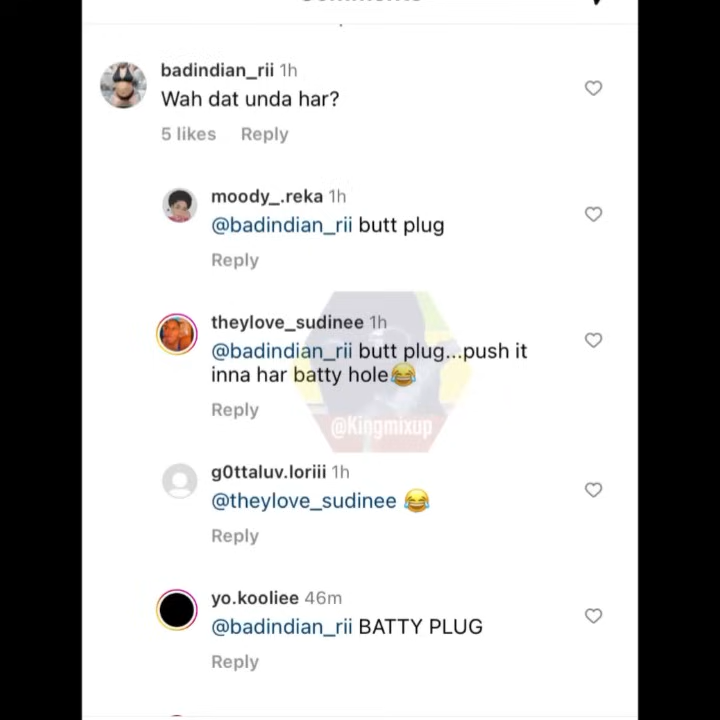 badindian_rii 1h
Wah dat unda har?
5 likes Reply
moody_.reka 1h
@badindian_rii butt plug
Reply
theylove_sudinee 1h
@badindian_rii butt plug...push it
inna har batty hole😂
Reply
@Kingmixup
g0ttaluv.loriii 1h
@theylove_sudinee 😂
Reply
yo.kooliee 46m
@badindian_rii BATTY PLUG
Reply